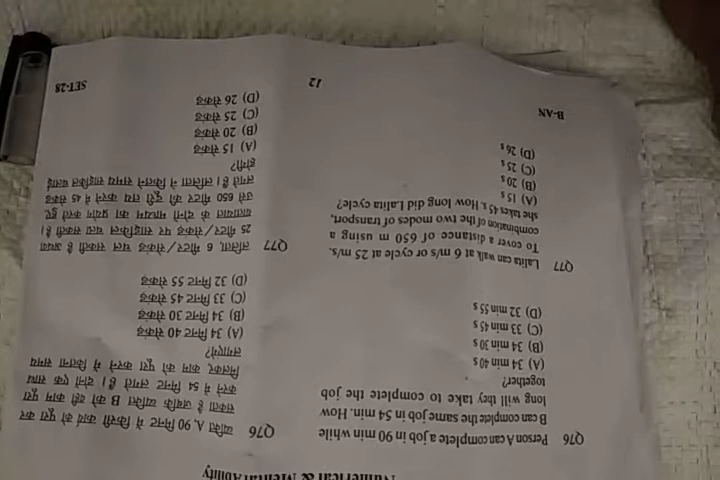 Numerical & Mental Ability
Q76 Person A can complete a job in 90 min while
B can complete the same job in 54 min. How
long will they take to complete the job
together?
(A) 34 min 40 s
(B) 34 min 30 s
(C) 33 min 45 s
(D) 32 min 55 s
Q77 Lalita can walk at 6 m/s or cycle at 25 m/s.
To cover a distance of 650 m using a
combination of the two modes of transport,
she takes 45 s. How long did Lalita cycle?
(A) 15 s
(B) 20 s
(C) 25 s
(D) 26 s
B-AN
Q76 व्यक्ति A, 90 मिनट में किसी कार्य को पूरा कर
सकता है जबकि व्यक्ति B को वही काम पूरा
करने में 54 मिनट लगते हैं। दोनों एक साथ
मिलकर, काम को पूरा करने में कितना समय
लगाएंगे?
(A) 34 मिनट 40 सेकंड
(B) 34 मिनट 30 सेकंड
(C) 33 मिनट 45 सेकंड
(D) 32 मिनट 55 सेकंड
Q77 ललिता, 6 मीटर/सेकंड चल सकती है अथवा
25 मीटर/सेकंड पर साइकिल चला सकती है।
यातायात के दोनों माध्यम का प्रयोग करते हुए
उसे 650 मीटर की दूरी तय करने में 45 सेकंड
लगते हैं। ललिता ने कितने समय साइकिल चलाई
होगी?
(A) 15 सेकंड
(B) 20 सेकंड
(C) 25 सेकंड
(D) 26 सेकंड
12
SET-28